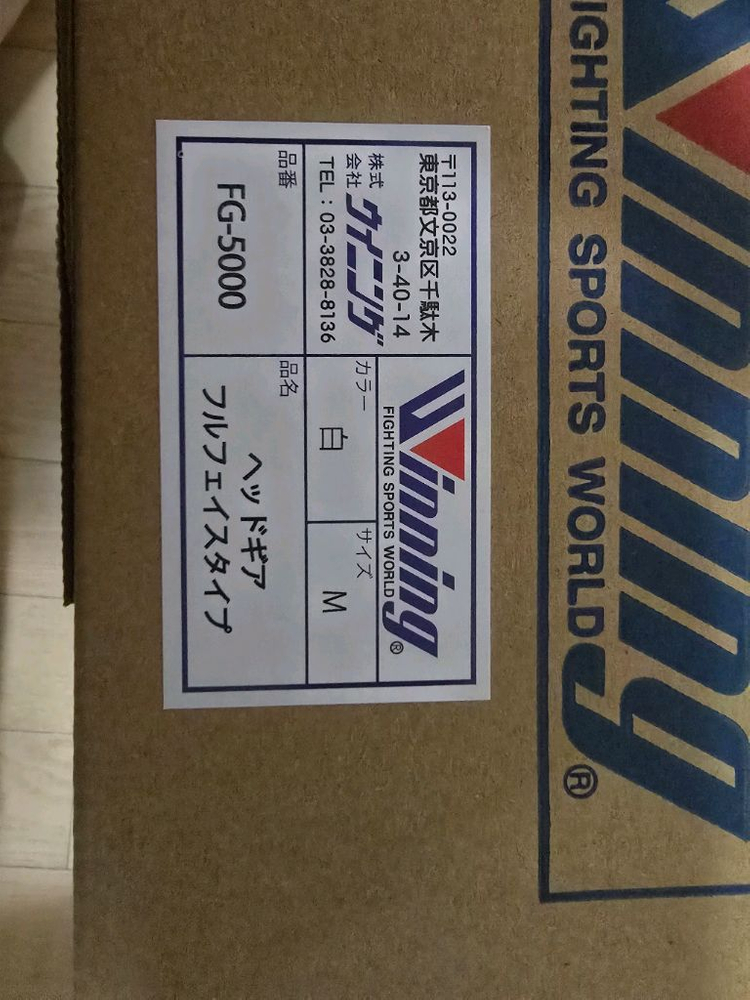 〒113-0022
東京都文京区千駄木
3-40-14
株式
会社 ウイニング
TEL：03-3828-8136
Winning®
FIGHTING SPORTS WORLD
カラー
白
サイズ
M
品番
FG-5000
品名
ヘッドギア
フルフェイスタイプ
Winning®
IGHTING SPORTS WORLD